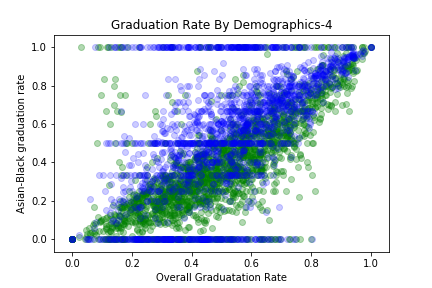 Graduation Rate By Demographics-4
1.0
0.8
0.6
0.4
0.2
0.0
Asian-Black graduation rate
0.0 0.2 0.4 0.6 0.8 1.0
Overall Graduatation Rate